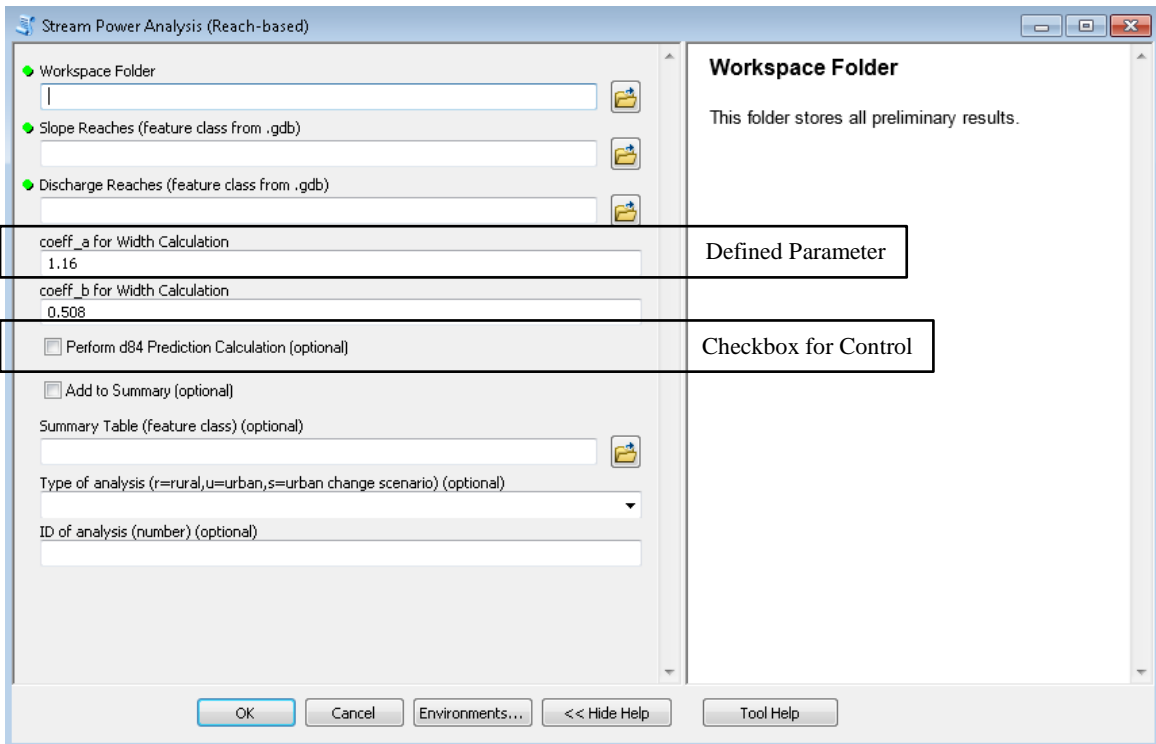 Stream Power Analysis (Reach-based)
Workspace Folder
Slope Reaches (feature class from .gdb)
Discharge Reaches (feature class from .gdb)
coeff_a for Width Calculation
1.16
coeff_b for Width Calculation
0.508
Perform d84 Prediction Calculation (optional)
Add to Summary (optional)
Summary Table (feature class) (optional)
Type of analysis (r=rural,u=urban,s=urban change scenario) (optional)
ID of analysis (number) (optional)
Workspace Folder
This folder stores all preliminary results.
Defined Parameter
Checkbox for Control
OK
Cancel
Environments...
<< Hide Help
Tool Help